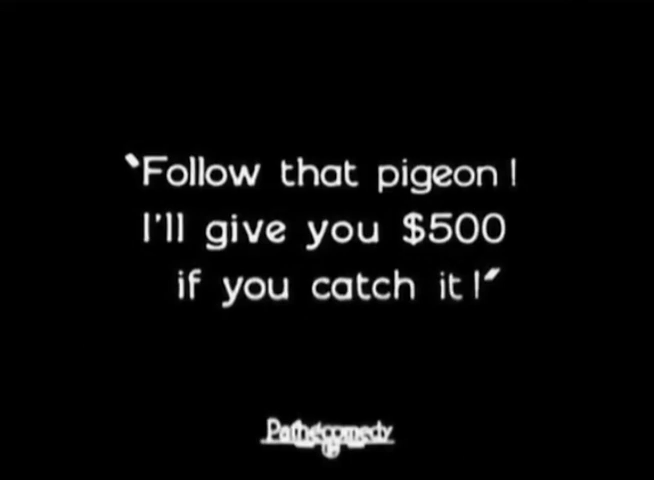 ‘Follow that pigeon!
I'll give you $500
if you catch it!’
Pathécomedy